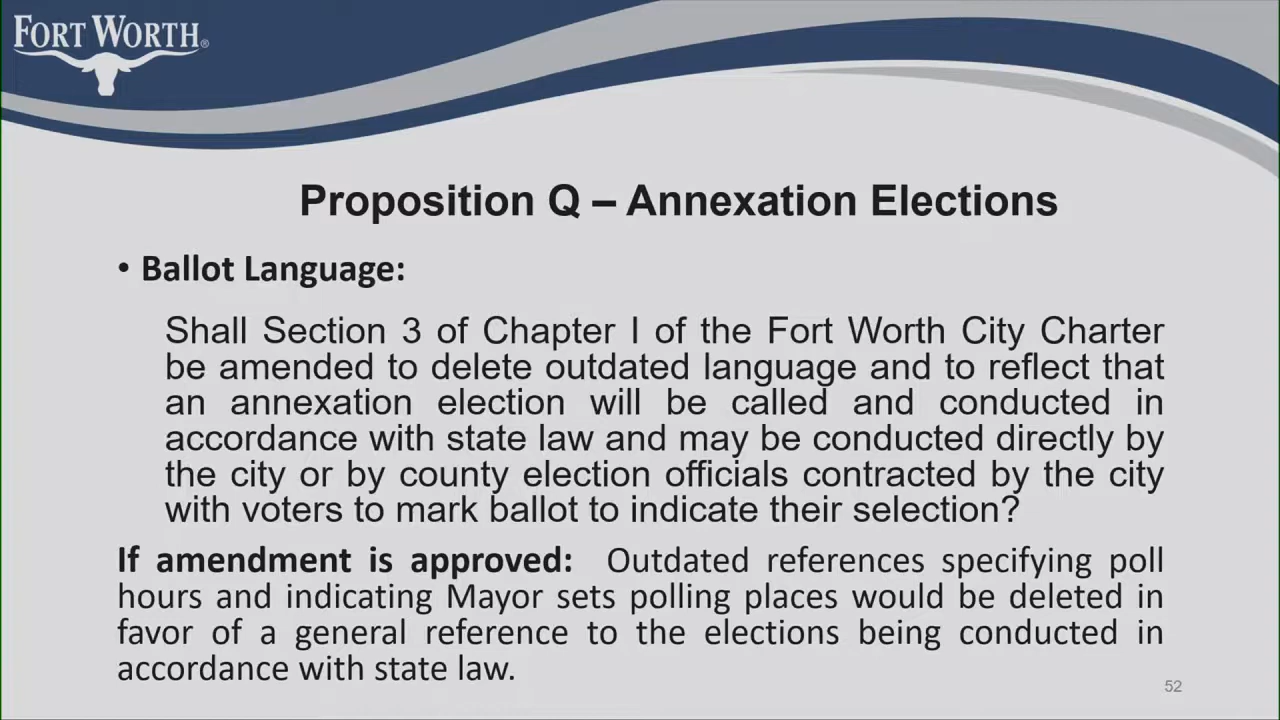 FORT WORTH®
Proposition Q – Annexation Elections
• Ballot Language:
Shall Section 3 of Chapter I of the Fort Worth City Charter
be amended to delete outdated language and to reflect that
an annexation election will be called and conducted in
accordance with state law and may be conducted directly by
the city or by county election officials contracted by the city
with voters to mark ballot to indicate their selection?
If amendment is approved: Outdated references specifying poll
hours and indicating Mayor sets polling places would be deleted in
favor of a general reference to the elections being conducted in
accordance with state law.
52